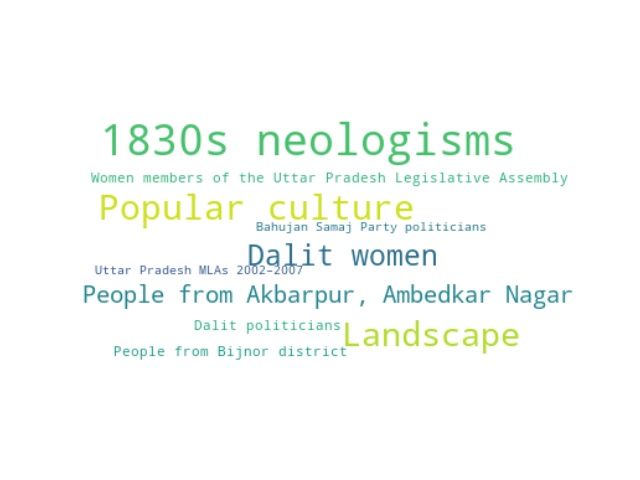 1830s neologisms
Women members of the Uttar Pradesh Legislative Assembly
Popular culture
Bahujan Samaj Party politicians
Dalit women
Uttar Pradesh MLAs 2002–2007
People from Akbarpur, Ambedkar Nagar
Dalit politicians
Landscape
People from Bijnor district